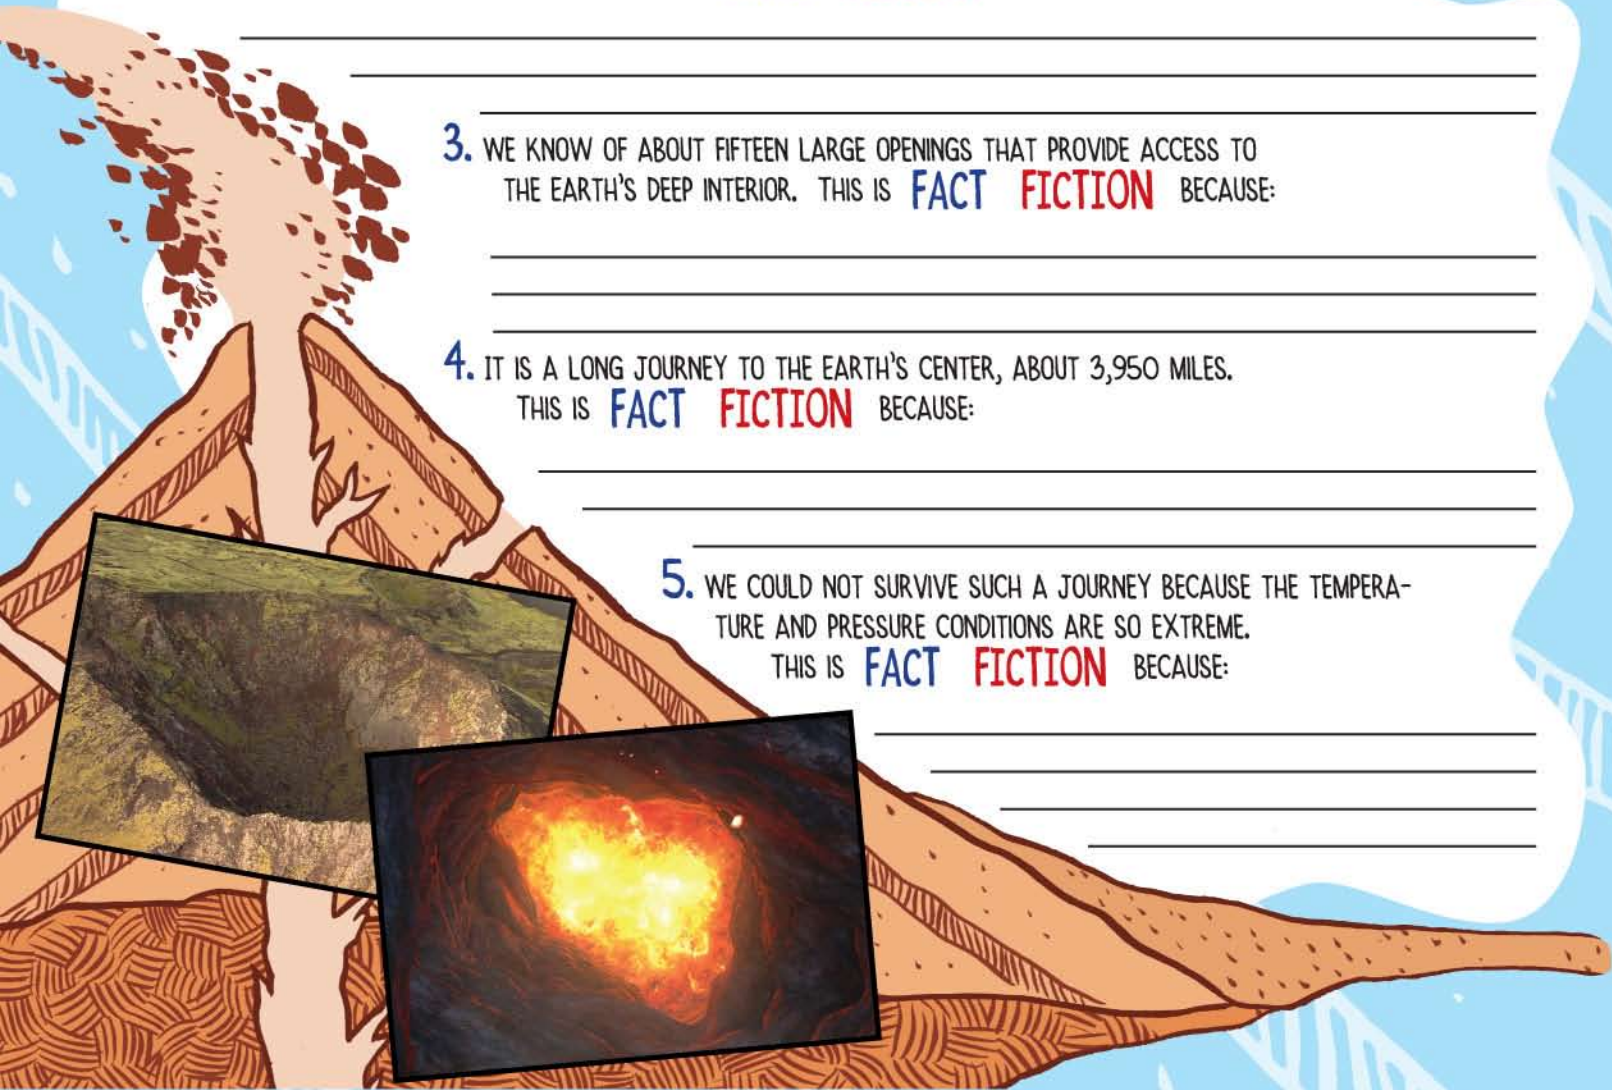 3. WE KNOW OF ABOUT FIFTEEN LARGE OPENINGS THAT PROVIDE ACCESS TO
THE EARTH'S DEEP INTERIOR. THIS IS FACT FICTION BECAUSE:
4. IT IS A LONG JOURNEY TO THE EARTH'S CENTER, ABOUT 3,950 MILES.
THIS IS FACT FICTION BECAUSE:
5. WE COULD NOT SURVIVE SUCH A JOURNEY BECAUSE THE TEMPERA-
TURE AND PRESSURE CONDITIONS ARE SO EXTREME.
THIS IS FACT FICTION BECAUSE: